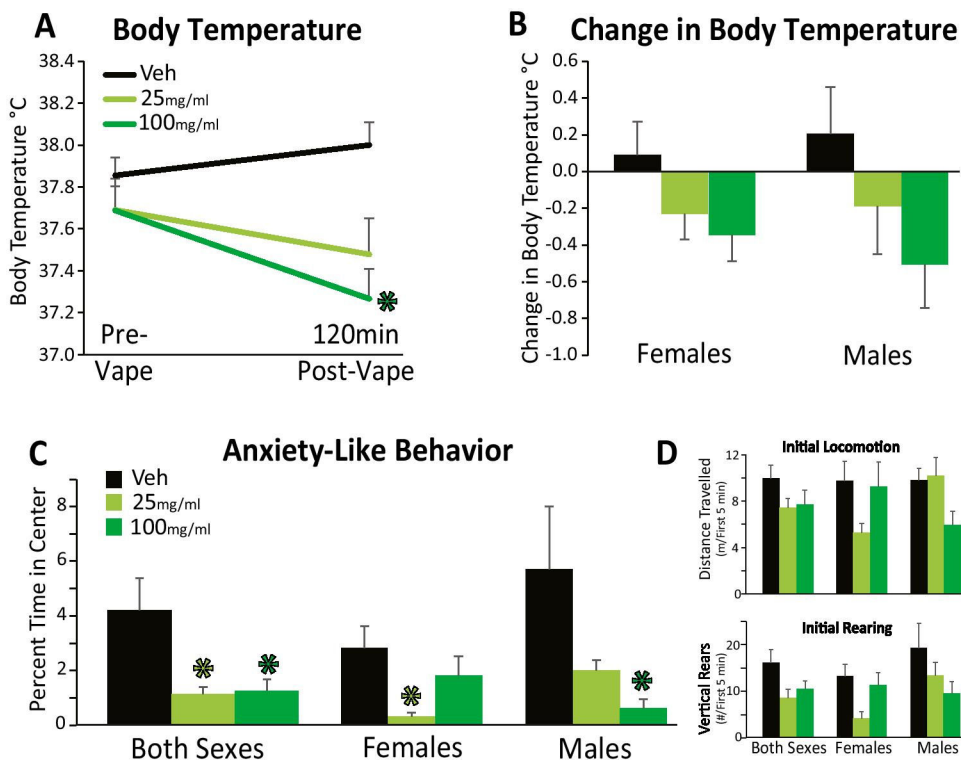 A Body Temperature
Body Temperature °C
38.4
38.2
38.0
37.8
37.6
37.4
37.2
37.0
Veh
25mg/ml
100mg/ml
Pre-
Vape
120min
Post-Vape
B Change in Body Temperature
Change in Body Temperature °C
0.6
0.4
0.2
0.0
-0.2
-0.4
-0.6
-0.8
-1.0
Females
Males
C Anxiety-Like Behavior
Veh
25mg/ml
100mg/ml
Percent Time in Center
8
6
4
2
0
Both Sexes
Females
Males
D
Initial Locomotion
Distance Travelled
(m/First 5 min)
12
8
4
0
Initial Rearing
Vertical Rears
(#/First 5 min)
20
10
0
Both Sexes
Females
Males